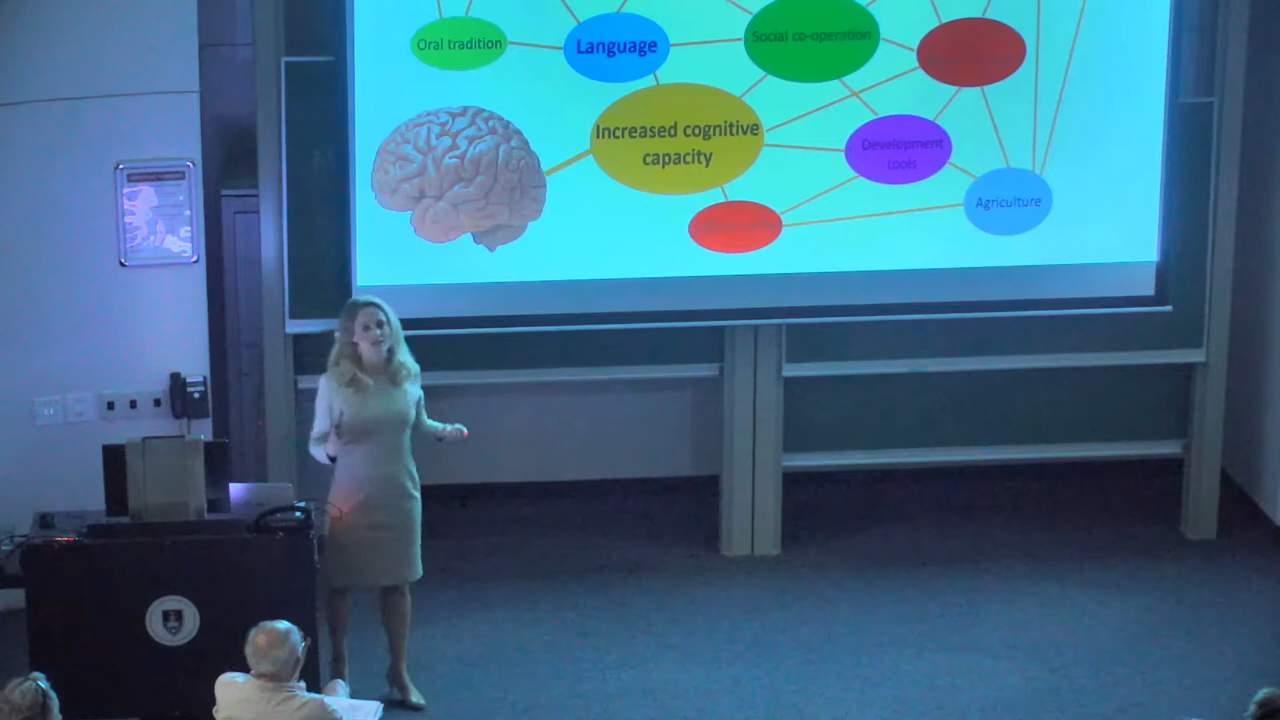 Oral tradition
Language
Social co-operation
Increased cognitive
capacity
Development
tools
Agriculture